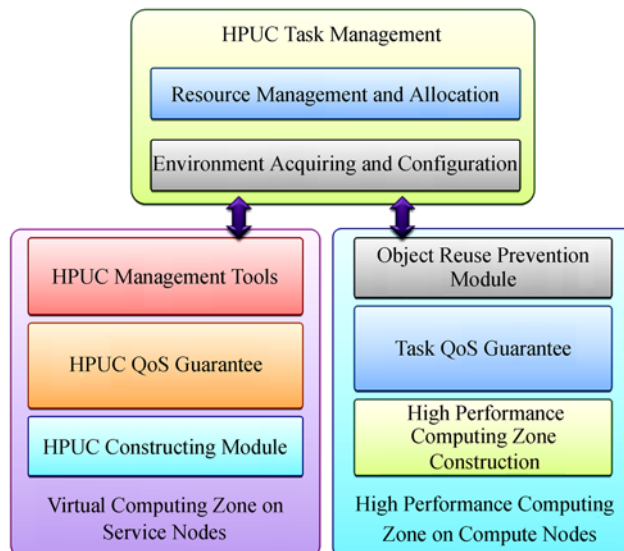 HPUC Task Management
Resource Management and Allocation
Environment Acquiring and Configuration
HPUC Management Tools
HPUC QoS Guarantee
HPUC Constructing Module
Virtual Computing Zone on
Service Nodes
Object Reuse Prevention
Module
Task QoS Guarantee
High Performance
Computing Zone
Construction
High Performance Computing
Zone on Compute Nodes